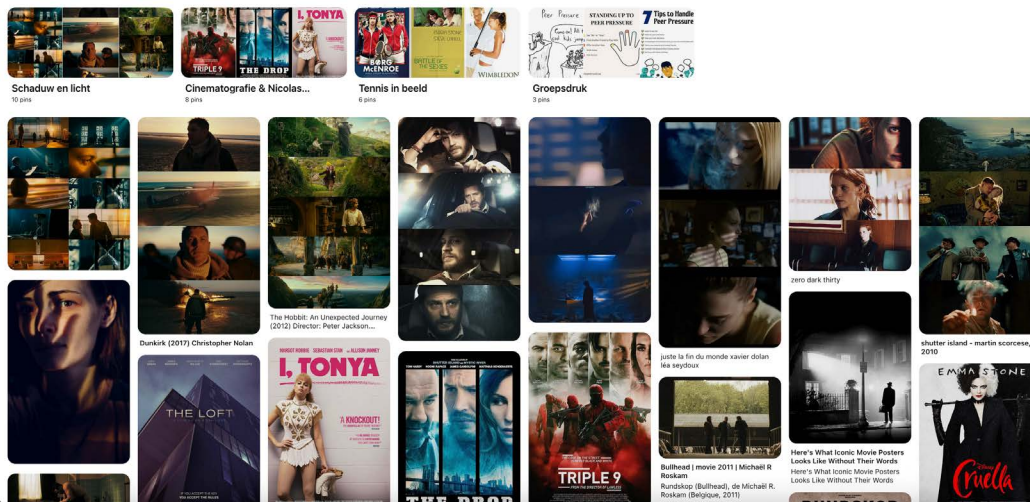 Peer Pressure
STANDING UP TO
PEER PRESSURE
7 Tips to Handle
Peer Pressure
TRIPLE 9
THE DROP
I, TONYA
BORG
McENROE
BATTLE OF
THE SEXES
WIMBLEDON
Schaduw en licht
10 pins
Cinematografie & Nicolas...
8 pins
Tennis in beeld
6 pins
Groepsdruk
3 pins
Dunkirk (2017) Christopher Nolan
The Hobbit: An Unexpected Journey
(2012) Director: Peter Jackson...
juste la fin du monde xavier dolan
léa seydoux
zero dark thirty
shutter island - martin scorcese,
2010
THE LOFT
MARGOT ROBBIE SEBASTIAN STAN ALLISON JANNEY
I, TONYA
'A KNOCKOUT!
THE DROP
TRIPLE 9
Bullhead | movie 2011 | Michaël R
Roskam
Rundskop (Bullhead), de Michaël R.
Roskam (Belgique, 2011)
Here's What Iconic Movie Posters
Looks Like Without Their Words
Here's What Iconic Movie Posters
Looks Like Without Their Words
EMMA STONE
Disney
Cruella